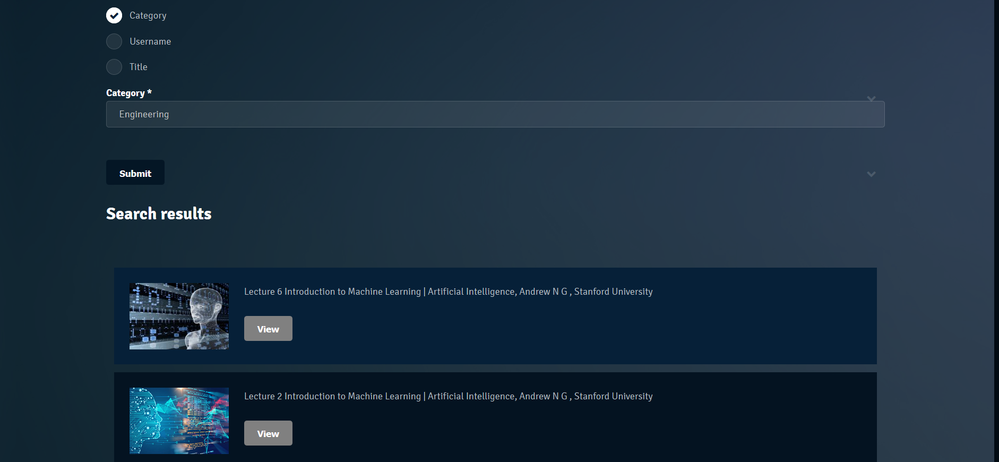 Category
Username
Title
Category *
Engineering
Submit
Search results
Lecture 6 Introduction to Machine Learning | Artificial Intelligence, Andrew N G , Stanford University
View
Lecture 2 Introduction to Machine Learning | Artificial Intelligence, Andrew N G , Stanford University
View